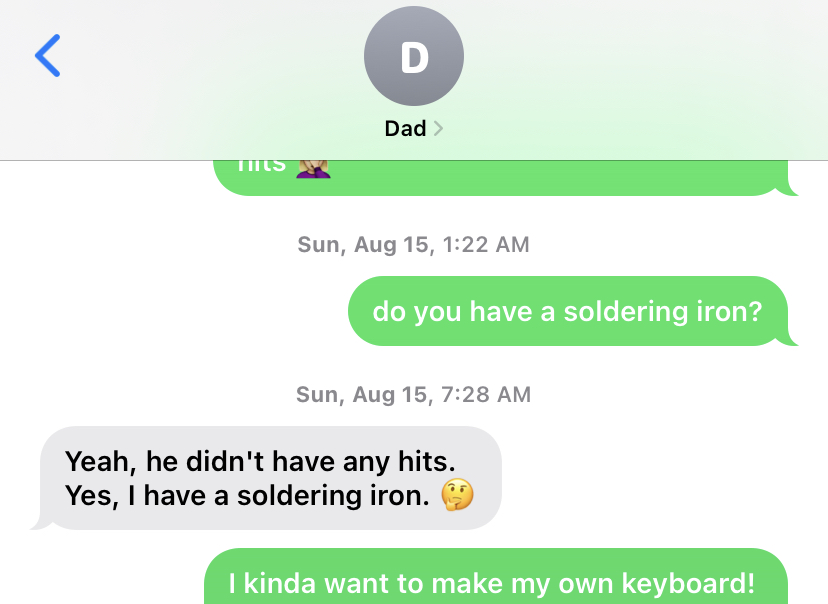 D
Dad
hits 🤦🏼‍♀️
Sun, Aug 15, 1:22 AM
do you have a soldering iron?
Sun, Aug 15, 7:28 AM
Yeah, he didn't have any hits.
Yes, I have a soldering iron. 🤔
I kinda want to make my own keyboard!